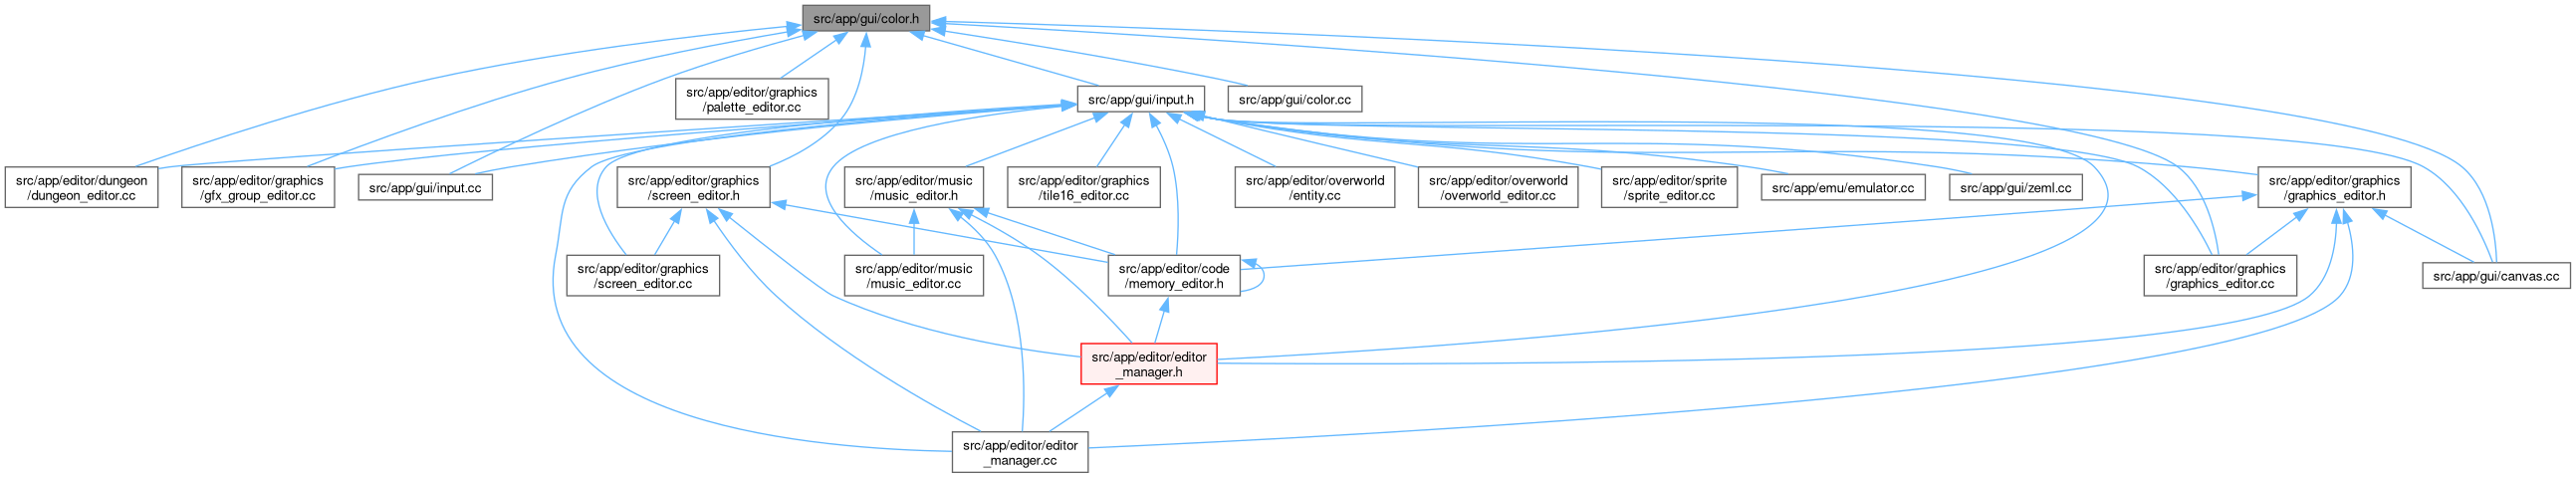 src/app/gui/color.h
src/app/editor/graphics
/palette_editor.cc
src/app/gui/input.h
src/app/gui/color.cc
src/app/editor/dungeon
/dungeon_editor.cc
src/app/editor/graphics
/gfx_group_editor.cc
src/app/gui/input.cc
src/app/editor/graphics
/screen_editor.h
src/app/editor/music
/music_editor.h
src/app/editor/graphics
/tile16_editor.cc
src/app/editor/overworld
/entity.cc
src/app/editor/overworld
/overworld_editor.cc
src/app/editor/sprite
/sprite_editor.cc
src/app/emu/emulator.cc
src/app/gui/zeml.cc
src/app/editor/graphics
/graphics_editor.h
src/app/editor/graphics
/screen_editor.cc
src/app/editor/music
/music_editor.cc
src/app/editor/code
/memory_editor.h
src/app/editor/graphics
/graphics_editor.cc
src/app/gui/canvas.cc
src/app/editor/editor
_manager.h
src/app/editor/editor
_manager.cc